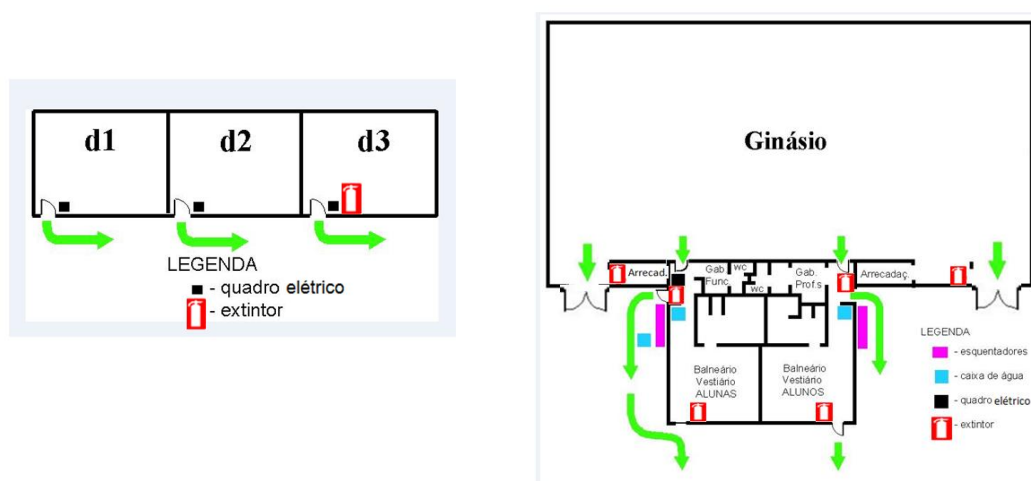 d1 d2 d3
LEGENDA
- quadro elétrico
- extintor
Ginásio
Arrecad.
Gab.
Func
wc
wc
Gab.
Prof.s
Arrecadaç.
Balneário
Vestiário
ALUNAS
Balneário
Vestiário
ALUNOS
LEGENDA
- esquentadores
- caixa de água
- quadro elétrico
- extintor